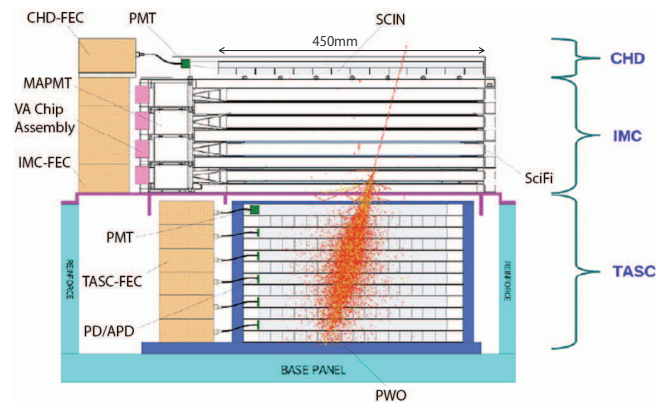 CHD-FEC
PMT
SCIN
450mm
CHD
MAPMT
VA Chip
Assembly
IMC
IMC-FEC
SciFi
PMT
TASC-FEC
TASC
REINFORCE
REINFORCE
PD/APD
BASE PANEL
PWO